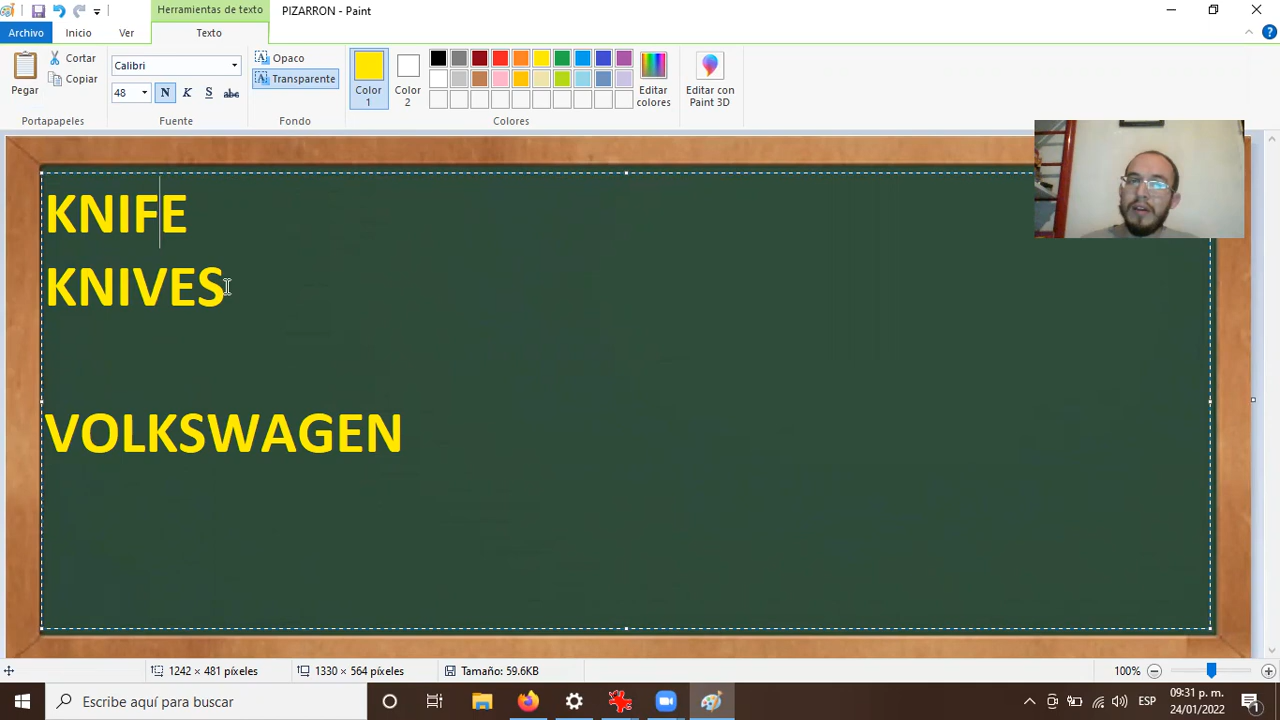 Herramientas de texto
PIZARRON - Paint
Archivo
Inicio
Ver
Texto
Pegar
Cortar
Copiar
Portapapeles
Calibri
48
N K S abc
Fuente
Opaco
Transparente
Fondo
Color 1
Color 2
Colores
Editar colores
Editar con Paint 3D
KNIFE
KNIVES
VOLKSWAGEN
1242 × 481 píxeles
1330 × 564 píxeles
Tamaño: 59.6KB
100%
Escribe aquí para buscar
ESP
09:31 p. m.
24/01/2022
1